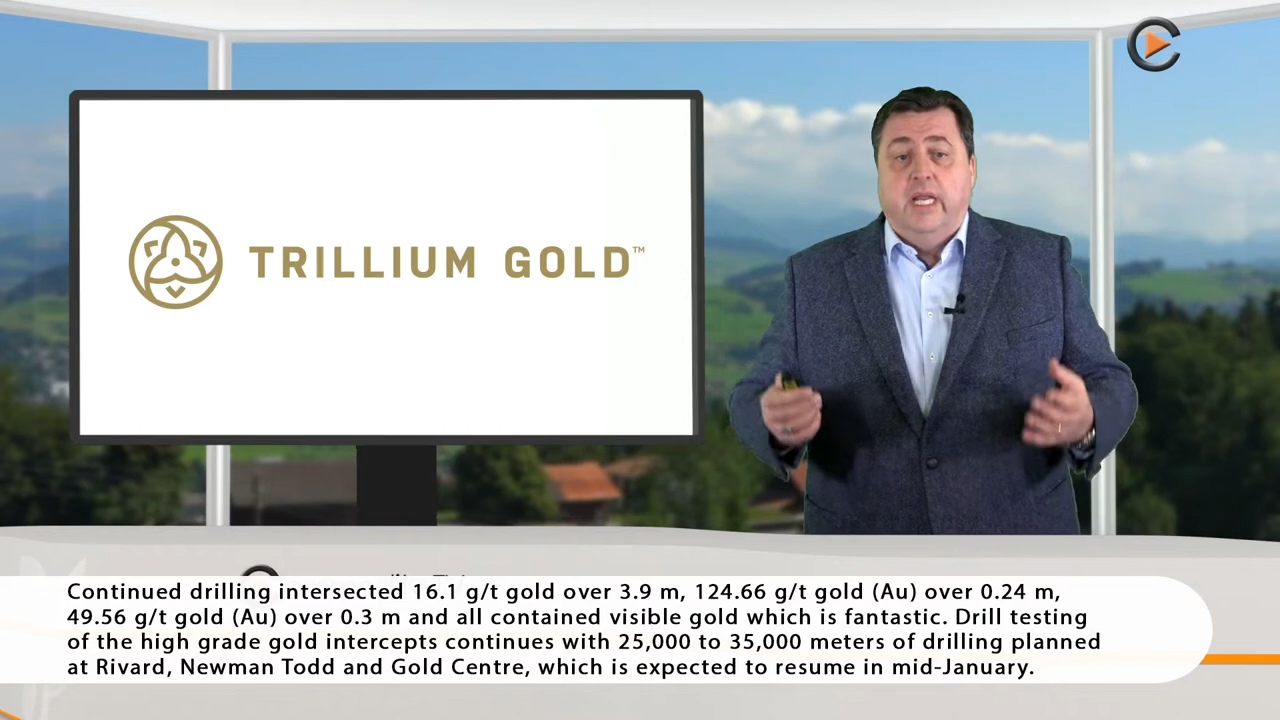 TRILLIUM GOLD™
Continued drilling intersected 16.1 g/t gold over 3.9 m, 124.66 g/t gold (Au) over 0.24 m,
49.56 g/t gold (Au) over 0.3 m and all contained visible gold which is fantastic. Drill testing
of the high grade gold intercepts continues with 25,000 to 35,000 meters of drilling planned
at Rivard, Newman Todd and Gold Centre, which is expected to resume in mid-January.